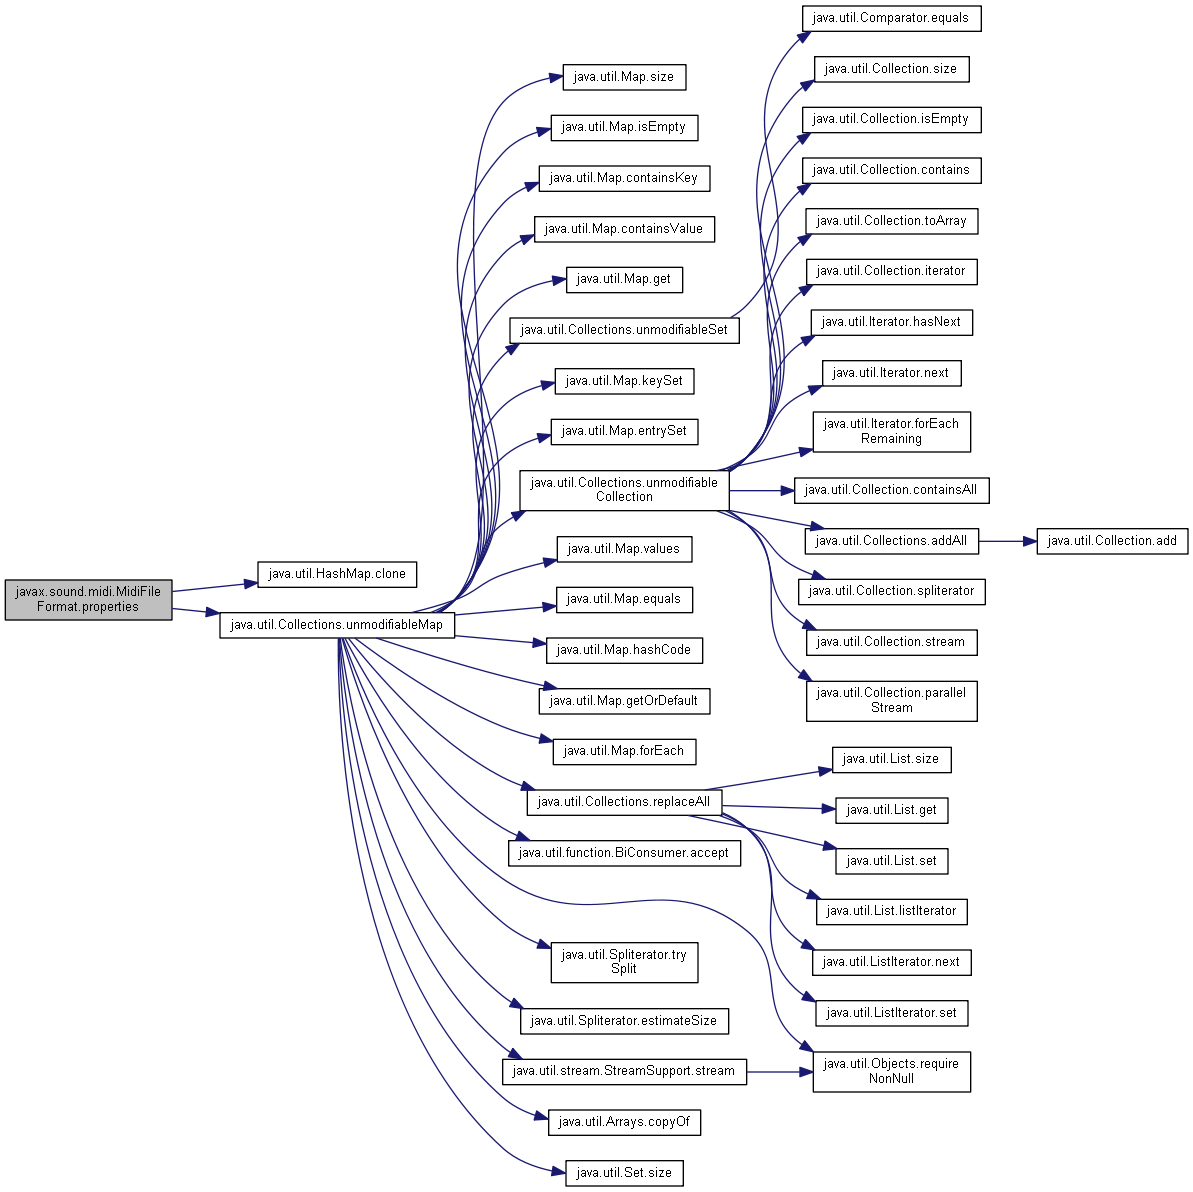 javax.sound.midi.MidiFile
Format.properties
java.util.HashMap.clone
java.util.Collections.unmodifiableMap
java.util.Map.size
java.util.Map.isEmpty
java.util.Map.containsKey
java.util.Map.containsValue
java.util.Map.get
java.util.Collections.unmodifiableSet
java.util.Map.keySet
java.util.Map.entrySet
java.util.Collections.unmodifiable
Collection
java.util.Map.values
java.util.Map.equals
java.util.Map.hashCode
java.util.Map.getOrDefault
java.util.Map.forEach
java.util.Collections.replaceAll
java.util.function.BiConsumer.accept
java.util.Spliterator.try
Split
java.util.Spliterator.estimateSize
java.util.stream.StreamSupport.stream
java.util.Arrays.copyOf
java.util.Set.size
java.util.Comparator.equals
java.util.Collection.size
java.util.Collection.isEmpty
java.util.Collection.contains
java.util.Collection.toArray
java.util.Collection.iterator
java.util.Iterator.hasNext
java.util.Iterator.next
java.util.Iterator.forEach
Remaining
java.util.Collection.containsAll
java.util.Collections.addAll
java.util.Collection.spliterator
java.util.Collection.stream
java.util.Collection.parallel
Stream
java.util.List.size
java.util.List.get
java.util.List.set
java.util.List.listIterator
java.util.ListIterator.next
java.util.ListIterator.set
java.util.Objects.require
NonNull
java.util.Collection.add